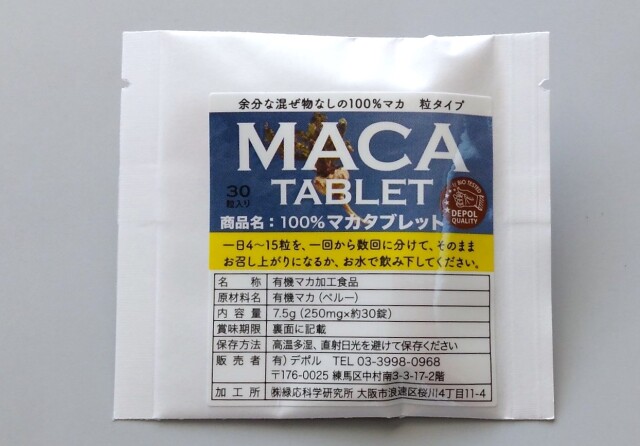 余分な混ぜ物なしの100%マカ 粒タイプ
MACA
TABLET
30
粒入り
BIO TESTED
DEPOL
QUALITY
商品名：100%マカタブレット
一日4〜15粒を、一回から数回に分けて、そのまま
お召し上がりになるか、お水で飲み下してください。
名 称 有機マカ加工食品
原材料名 有機マカ（ペルー）
内 容 量 7.5g (250mg×約30錠)
賞味期限 裏面に記載
保存方法 高温多湿、直射日光を避けて保存ください
販 売 者 有）デポル TEL 03-3998-0968
〒176-0025 練馬区中村南3-3-17-2階
加 工 所 ㈱緑応科学研究所 大阪市浪速区桜川4丁目11-4